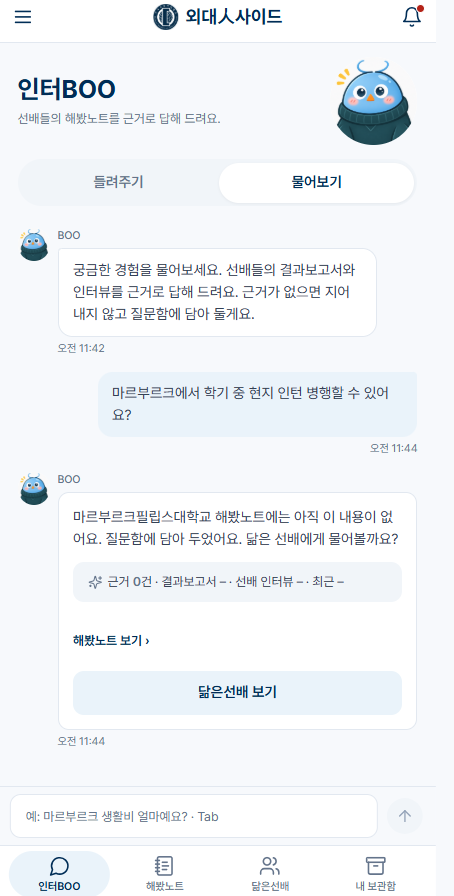 외대人사이드
인터BOO
선배들의 해봤노트를 근거로 답해 드려요.
들려주기
물어보기
BOO
궁금한 경험을 물어보세요. 선배들의 결과보고서와
인터뷰를 근거로 답해 드려요. 근거가 없으면 지어
내지 않고 질문함에 담아 둘게요.
오전 11:42
마르부르크에서 학기 중 현지 인턴 병행할 수 있어
요?
오전 11:44
BOO
마르부르크필립스대학교 해봤노트에는 아직 이 내용이 없
어요. 질문함에 담아 두었어요. 닮은 선배에게 물어볼까요?
근거 0건 · 결과보고서 – · 선배 인터뷰 – · 최근 –
해봤노트 보기 ›
닮은선배 보기
오전 11:44
예: 마르부르크 생활비 얼마예요? · Tab
인터BOO
해봤노트
닮은선배
내 보관함